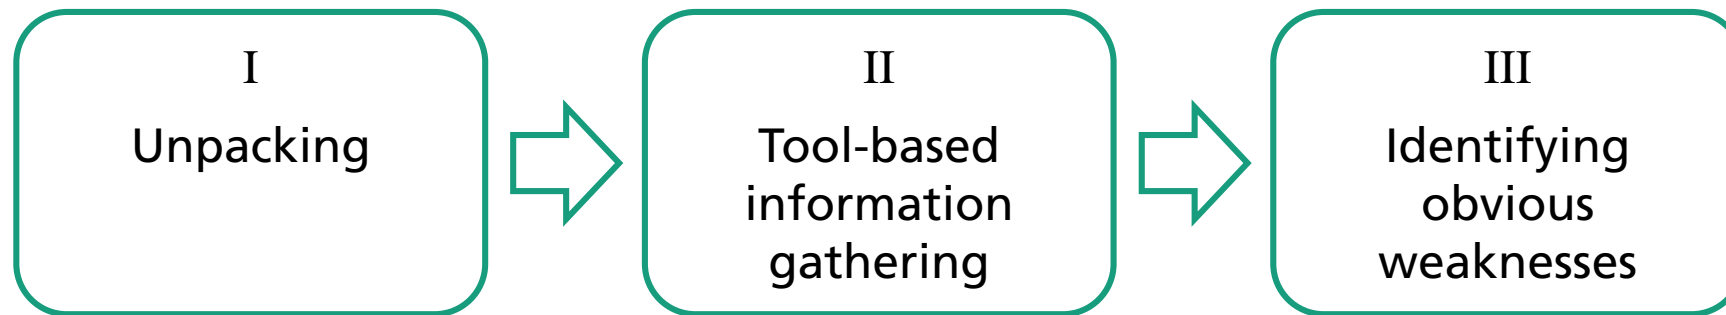 I
Unpacking
II
Tool-based
information
gathering
III
Identifying
obvious
weaknesses